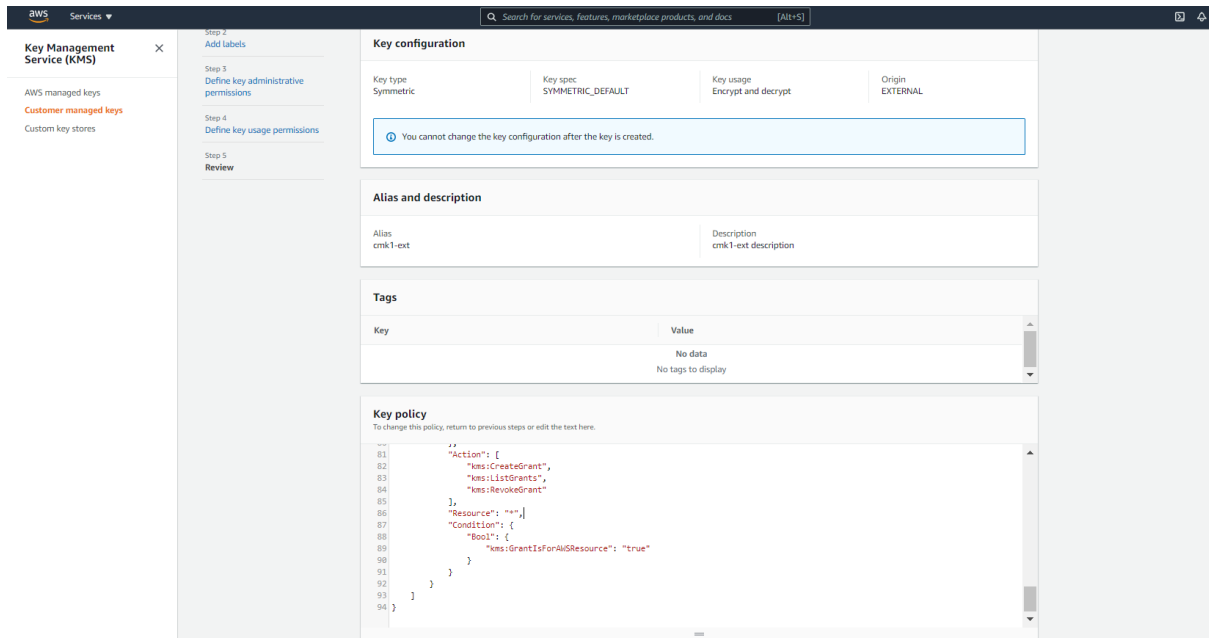 aws Services ▼ Search for services, features, marketplace products, and docs [Alt+S]
Key Management
Service (KMS)
AWS managed keys
Customer managed keys
Custom key stores
Step 2
Add labels
Step 3
Define key administrative
permissions
Step 4
Define key usage permissions
Step 5
Review
Key configuration
Key type Key spec Key usage Origin
Symmetric SYMMETRIC_DEFAULT Encrypt and decrypt EXTERNAL
You cannot change the key configuration after the key is created.
Alias and description
Alias Description
cmk1-ext cmk1-ext description
Tags
Key Value
No data
No tags to display
Key policy
To change this policy, return to previous steps or edit the text here.
81 "Action": [
82 "kms:CreateGrant",
83 "kms:ListGrants",
84 "kms:RevokeGrant"
85 ],
86 "Resource": "*",
87 "Condition": {
88 "Bool": {
89 "kms:GrantIsForAWSResource": "true"
90 }
91 }
92 }
93 ]
94 }